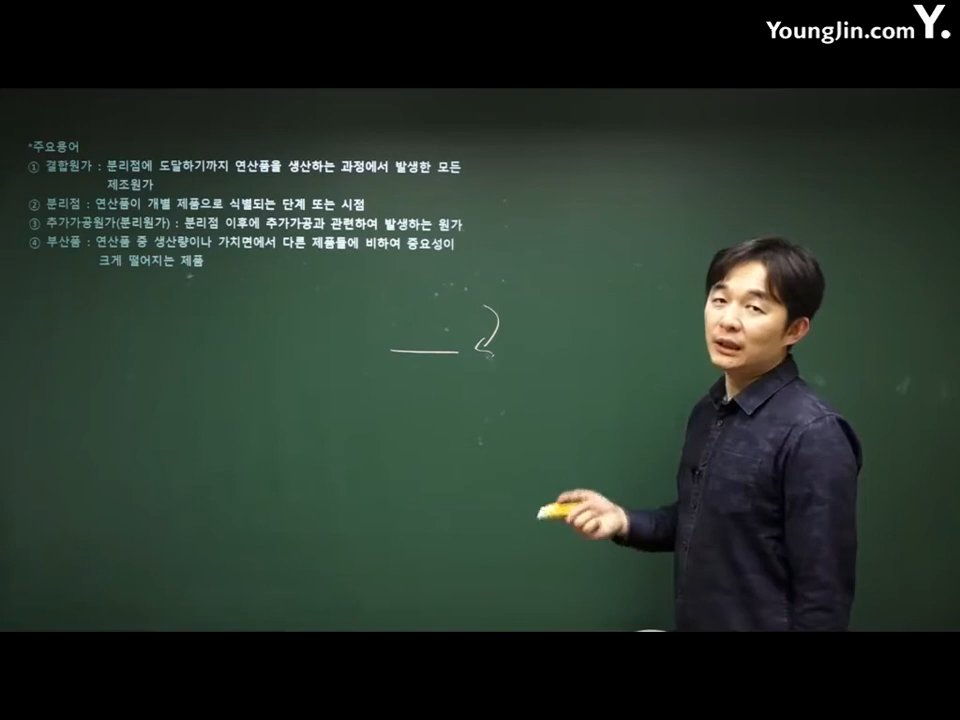 YoungJin.com Y.
*주요용어
① 결합원가 : 분리점에 도달하기까지 연산품을 생산하는 과정에서 발생한 모든
제조원가
② 분리점 : 연산품이 개별 제품으로 식별되는 단계 또는 시점
③ 추가가공원가(분리원가) : 분리점 이후에 추가가공과 관련하여 발생하는 원가
④ 부산품 : 연산품 중 생산량이나 가치면에서 다른 제품들에 비하여 중요성이
크게 떨어지는 제품